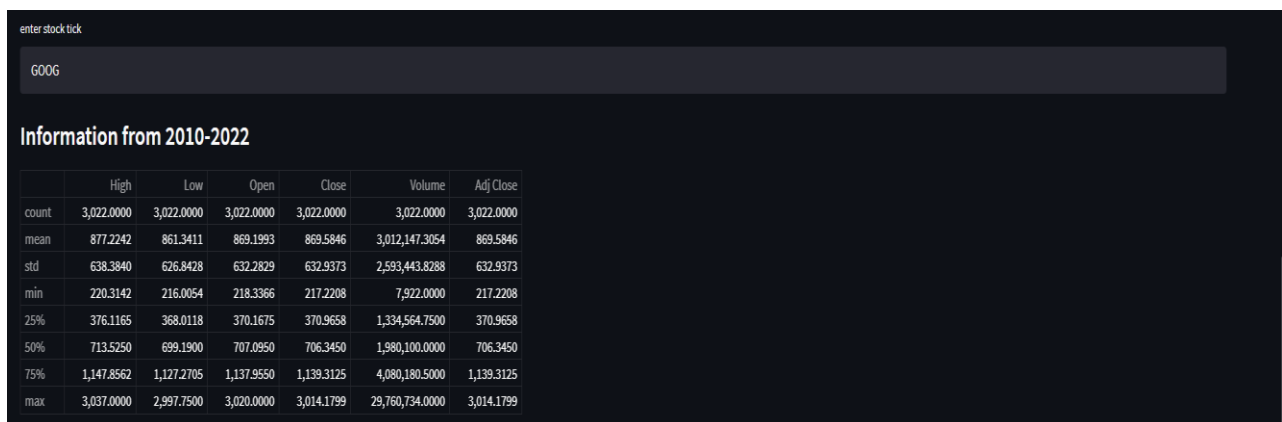 enter stock tick
GOOG
Information from 2010-2022
High Low Open Close Volume Adj Close
count 3,022.0000 3,022.0000 3,022.0000 3,022.0000 3,022.0000 3,022.0000
mean 877.2242 861.3411 869.1993 869.5846 3,012,147.3054 869.5846
std 638.3840 626.8428 632.2829 632.9373 2,593,443.8288 632.9373
min 220.3142 216.0054 218.3366 217.2208 7,922.0000 217.2208
25% 376.1165 368.0118 370.1675 370.9658 1,334,564.7500 370.9658
50% 713.5250 699.1900 707.0950 706.3450 1,980,100.0000 706.3450
75% 1,147.8562 1,127.2705 1,137.9550 1,139.3125 4,080,180.5000 1,139.3125
max 3,037.0000 2,997.7500 3,020.0000 3,014.1799 29,760,734.0000 3,014.1799